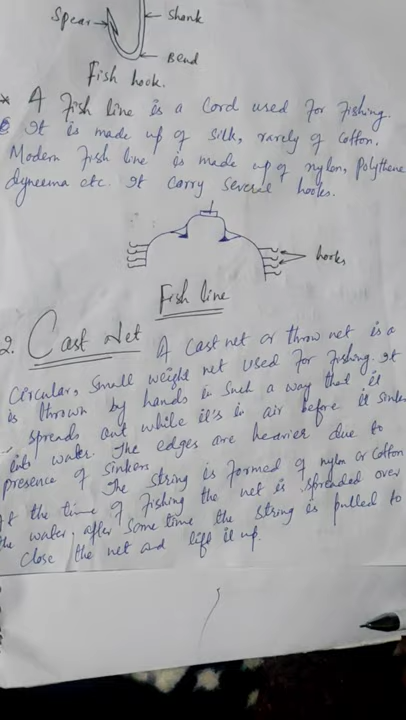 Spear
Shank
Bend
Fish hook.
* A Fish line is a Cord used for Fishing.
It is made up of silk, rarely of Cotton.
Modern Fish line is made up of nylon, Polythene
dyneema etc. It carry several hooks.
hooks
Fish line
2. Cast Net A Cast net or throw net is a
Circular, Small weight net used for Fishing. It
is thrown by hands in Such a way that it
spreads out while it's in air before it sinks
into water. The edges are heavier due to
presence of sinkers. The string is formed of nylon or Cotton
At the time of Fishing the net is spreaded over
the water, after Some time the string is pulled to
close the net and lift it up.